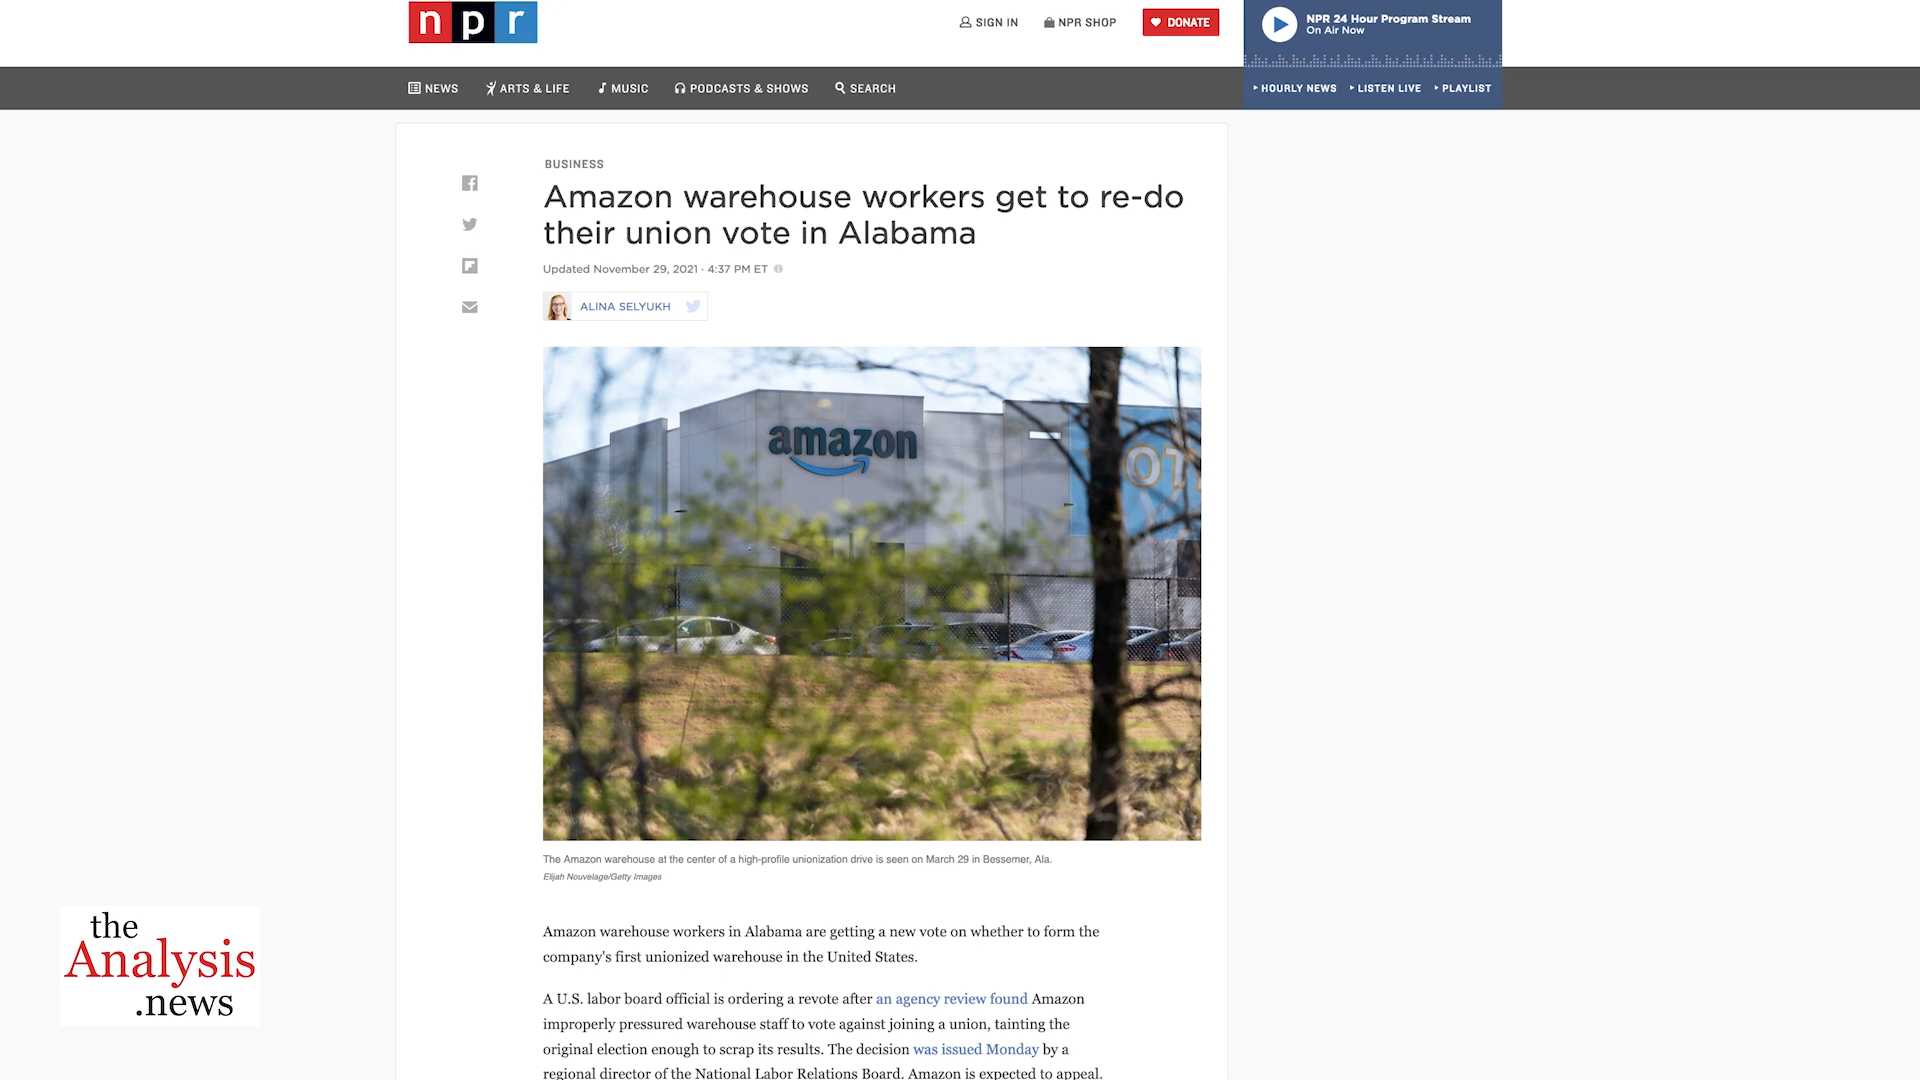 npr
SIGN IN
NPR SHOP
DONATE
NPR 24 Hour Program Stream
On Air Now
NEWS
ARTS & LIFE
MUSIC
PODCASTS & SHOWS
SEARCH
HOURLY NEWS
LISTEN LIVE
PLAYLIST
BUSINESS
Amazon warehouse workers get to re-do
their union vote in Alabama
Updated November 29, 2021 · 4:37 PM ET
ALINA SELYUKH
amazon
The Amazon warehouse at the center of a high-profile unionization drive is seen on March 29 in Bessemer, Ala.
Elijah Nouvelage/Getty Images
Amazon warehouse workers in Alabama are getting a new vote on whether to form the
company's first unionized warehouse in the United States.
A U.S. labor board official is ordering a revote after an agency review found Amazon
improperly pressured warehouse staff to vote against joining a union, tainting the
original election enough to scrap its results. The decision was issued Monday by a
regional director of the National Labor Relations Board. Amazon is expected to appeal.
the
Analysis
.news